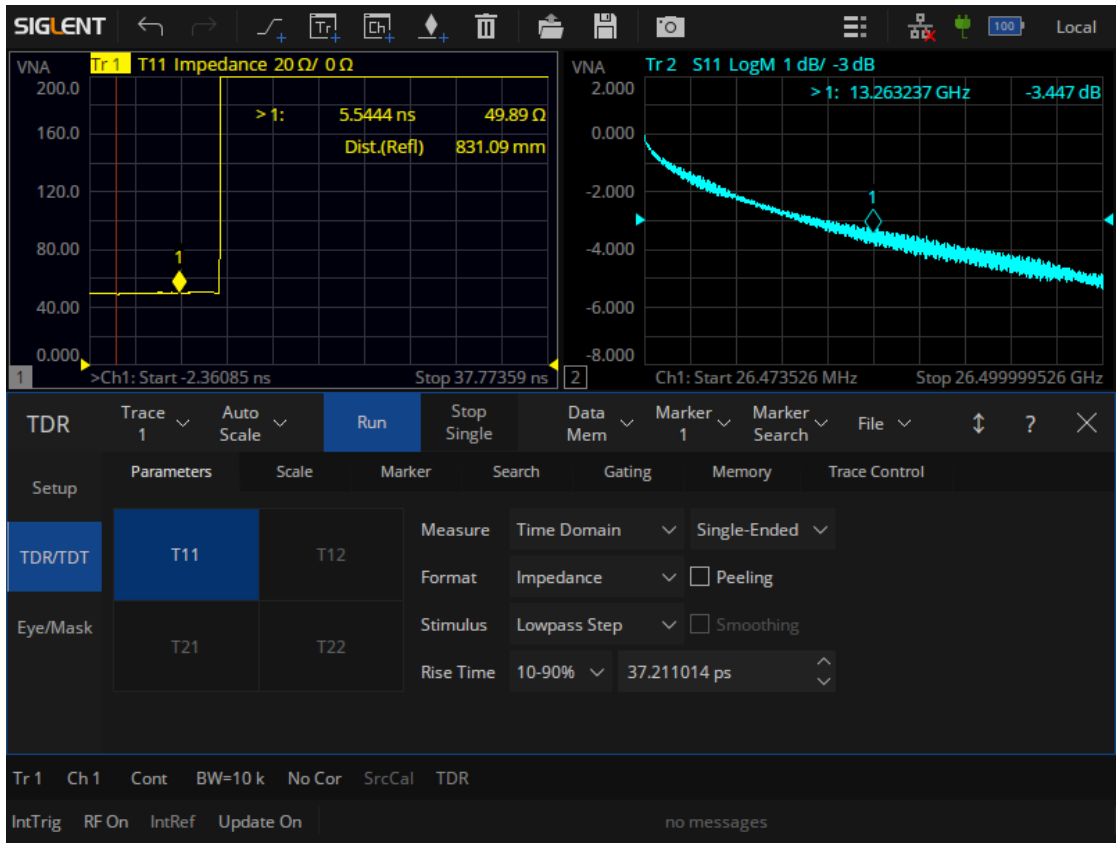 SIGLENT Tr Ch 100 Local
VNA Tr 1 T11 Impedance 20 Ω/ 0 Ω
200.0
160.0
120.0
80.00
40.00
0.000
> 1: 5.5444 ns 49.89 Ω
Dist.(Refl) 831.09 mm
1
1 >Ch1: Start -2.36085 ns Stop 37.77359 ns
VNA Tr 2 S11 LogM 1 dB/ -3 dB
2.000
0.000
-2.000
-4.000
-6.000
-8.000
> 1: 13.263237 GHz -3.447 dB
1
2 Ch1: Start 26.473526 MHz Stop 26.499999526 GHz
TDR Trace 1 Auto Scale Run Stop Single Data Mem Marker 1 Marker Search File ?
Setup
TDR/TDT
Eye/Mask
Parameters Scale Marker Search Gating Memory Trace Control
T11 T12
T21 T22
Measure Time Domain Single-Ended
Format Impedance Peeling
Stimulus Lowpass Step Smoothing
Rise Time 10-90% 37.211014 ps
Tr 1 Ch 1 Cont BW=10 k No Cor SrcCal TDR
IntTrig RF On IntRef Update On no messages